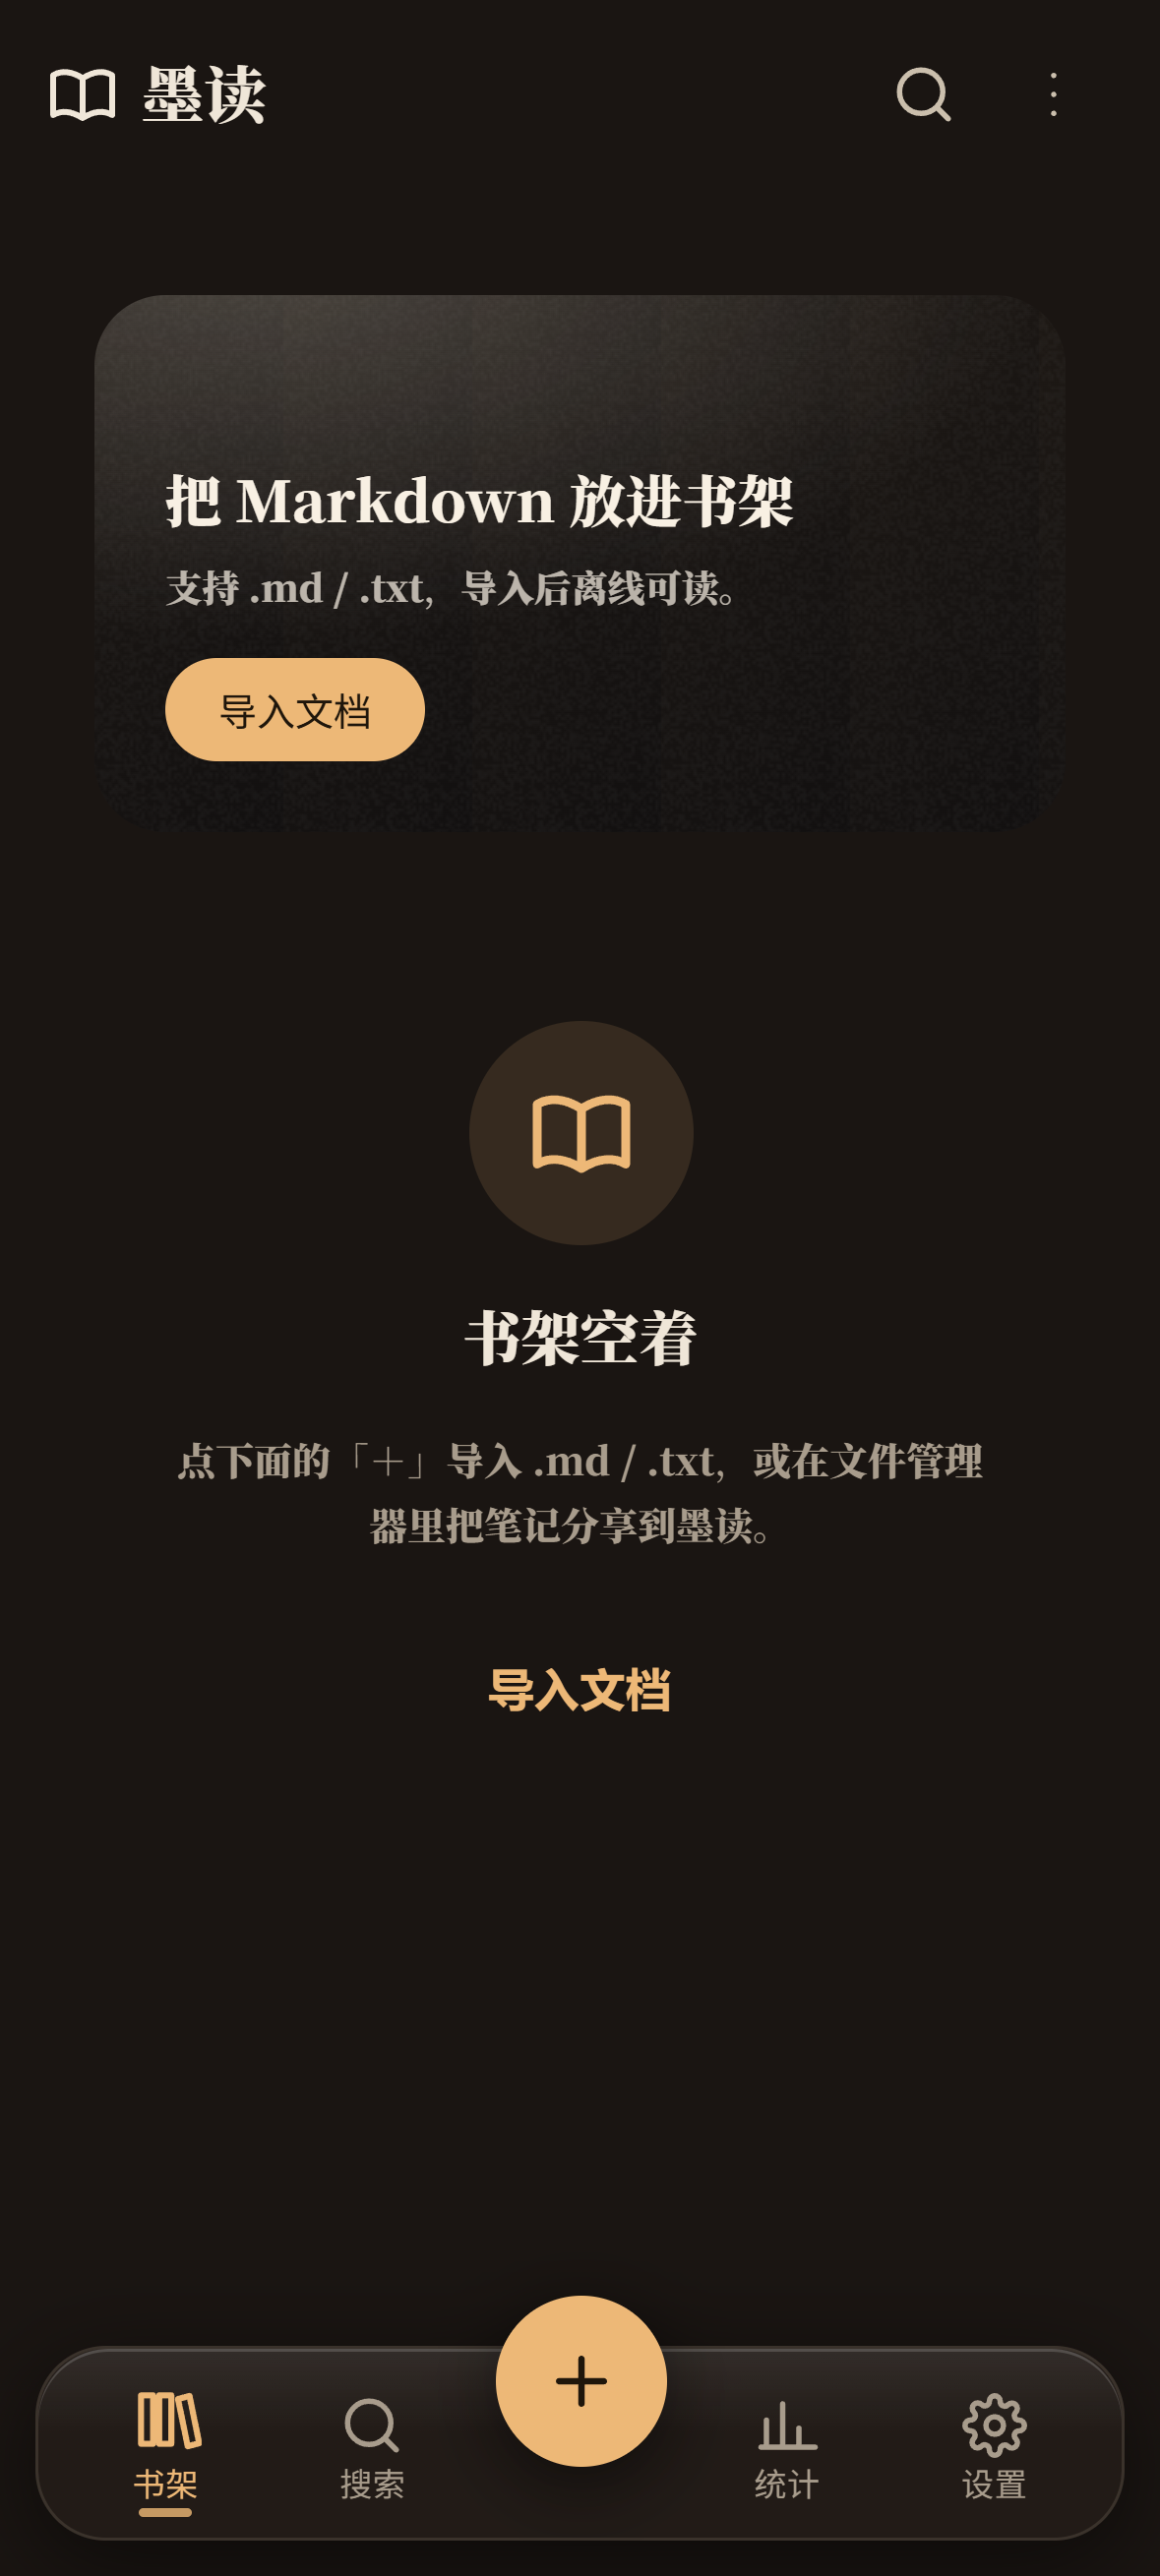 墨读
把 Markdown 放进书架
支持 .md / .txt，导入后离线可读。
导入文档
书架空着
点下面的「＋」导入 .md / .txt，或在文件管理
器里把笔记分享到墨读。
导入文档
书架
搜索
统计
设置